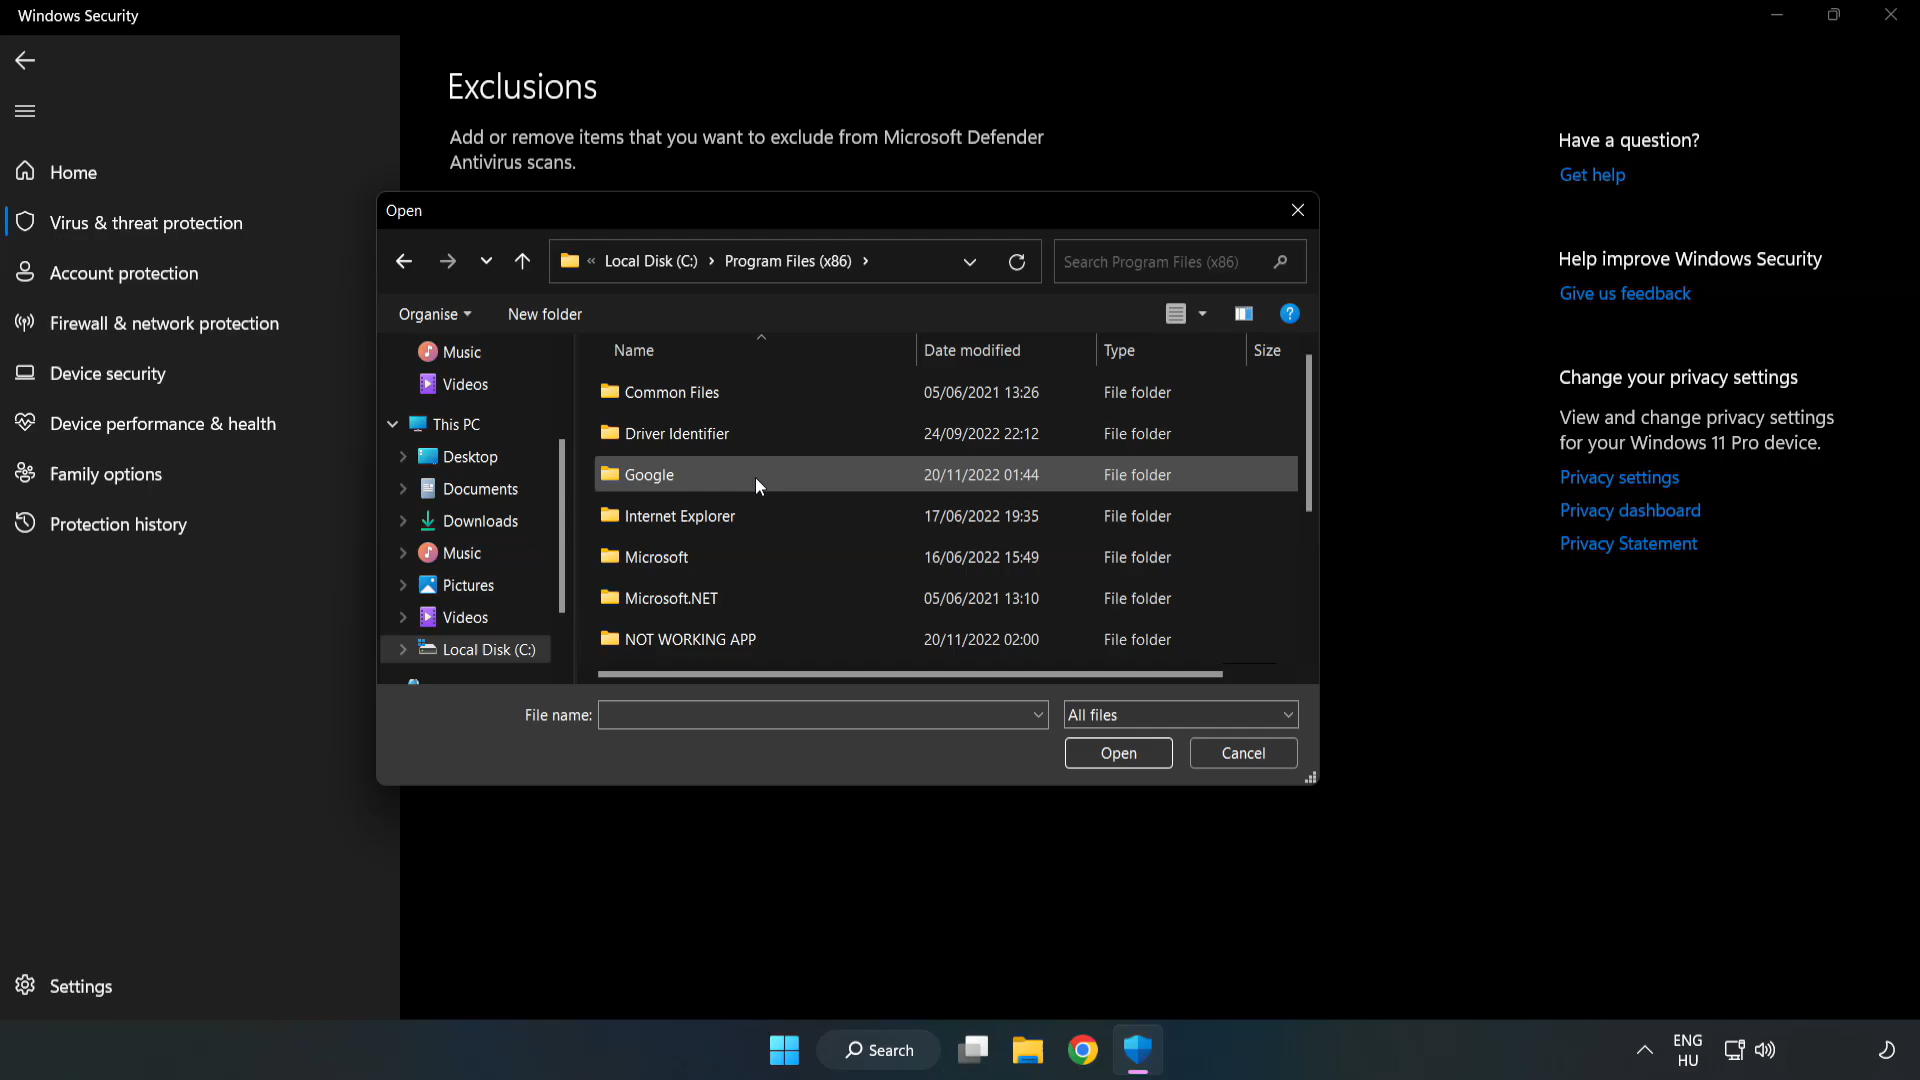 Windows Security
Home
Virus & threat protection
Account protection
Firewall & network protection
Device security
Device performance & health
Family options
Protection history
Settings
Exclusions
Add or remove items that you want to exclude from Microsoft Defender
Antivirus scans.
Open
« Local Disk (C:) > Program Files (x86) >
Search Program Files (x86)
Organise
New folder
Music
Videos
This PC
Desktop
Documents
Downloads
Music
Pictures
Videos
Local Disk (C:)
Name Date modified Type Size
Common Files 05/06/2021 13:26 File folder
Driver Identifier 24/09/2022 22:12 File folder
Google 20/11/2022 01:44 File folder
Internet Explorer 17/06/2022 19:35 File folder
Microsoft 16/06/2022 15:49 File folder
Microsoft.NET 05/06/2021 13:10 File folder
NOT WORKING APP 20/11/2022 02:00 File folder
File name:
All files
Open
Cancel
Have a question?
Get help
Help improve Windows Security
Give us feedback
Change your privacy settings
View and change privacy settings
for your Windows 11 Pro device.
Privacy settings
Privacy dashboard
Privacy Statement
Search
ENG
HU